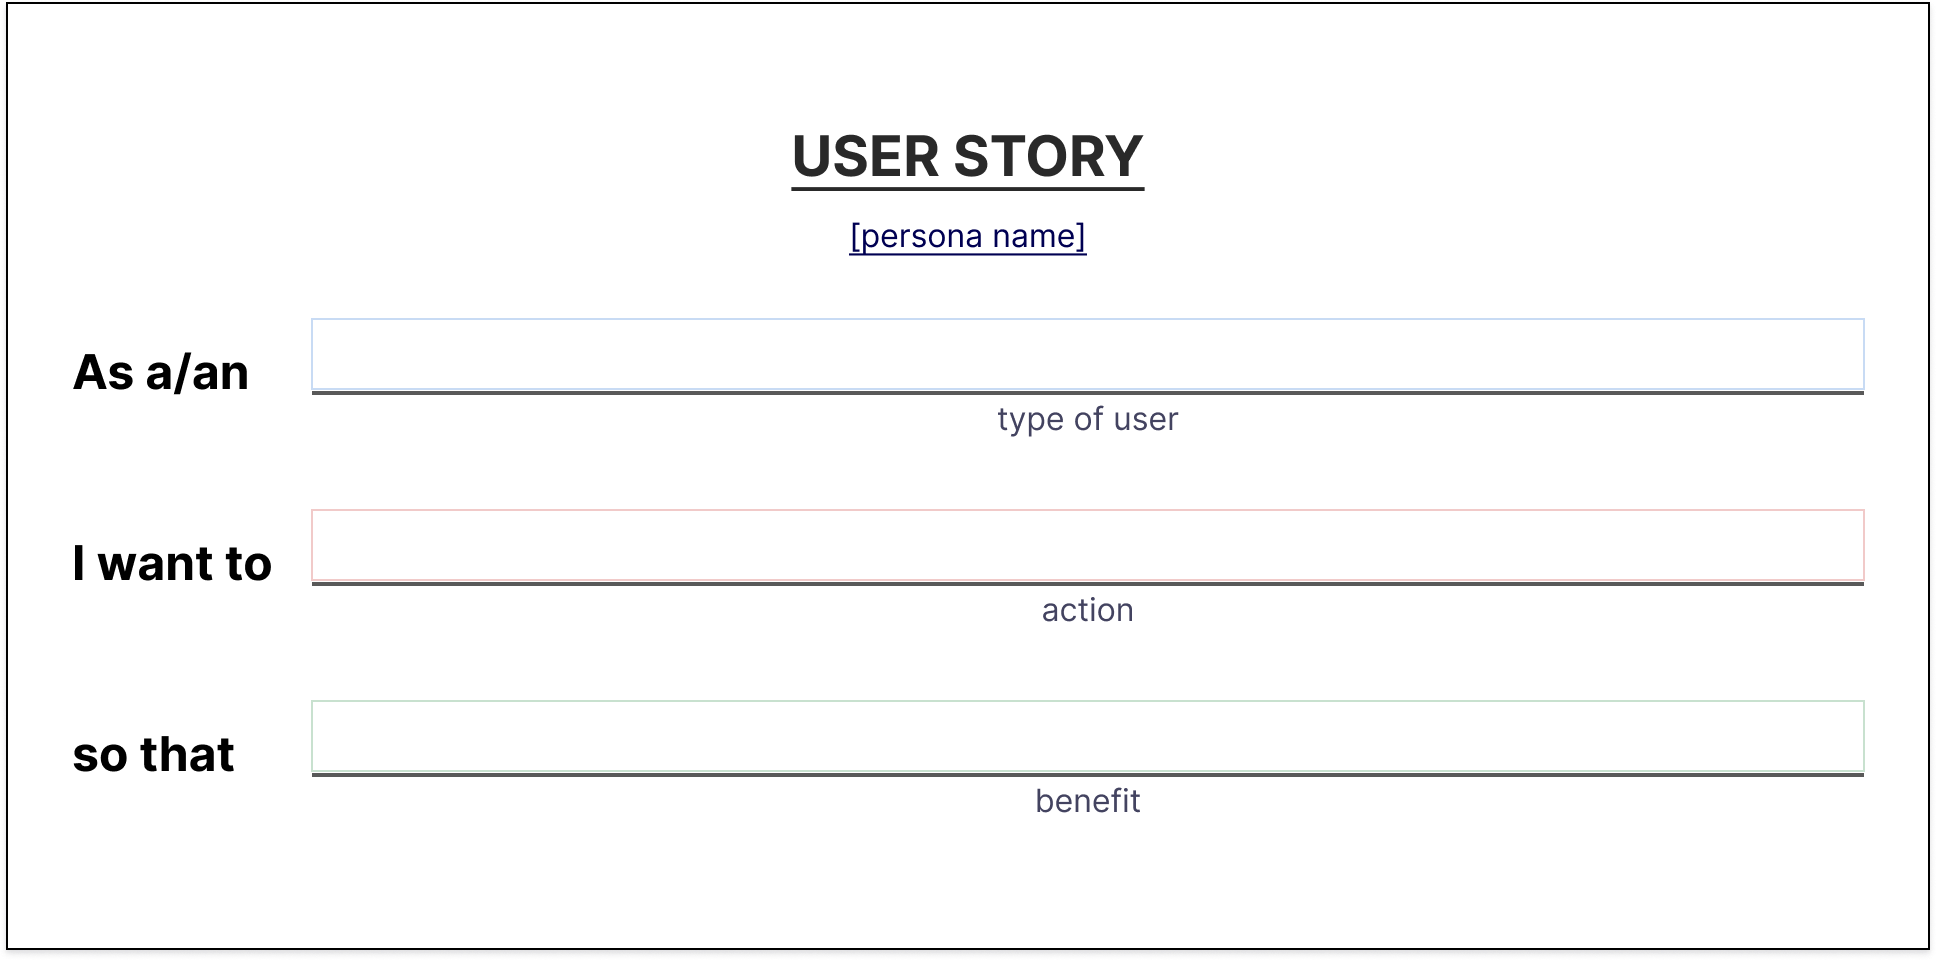 USER STORY
[persona name]
As a/an
type of user
I want to
action
so that
benefit